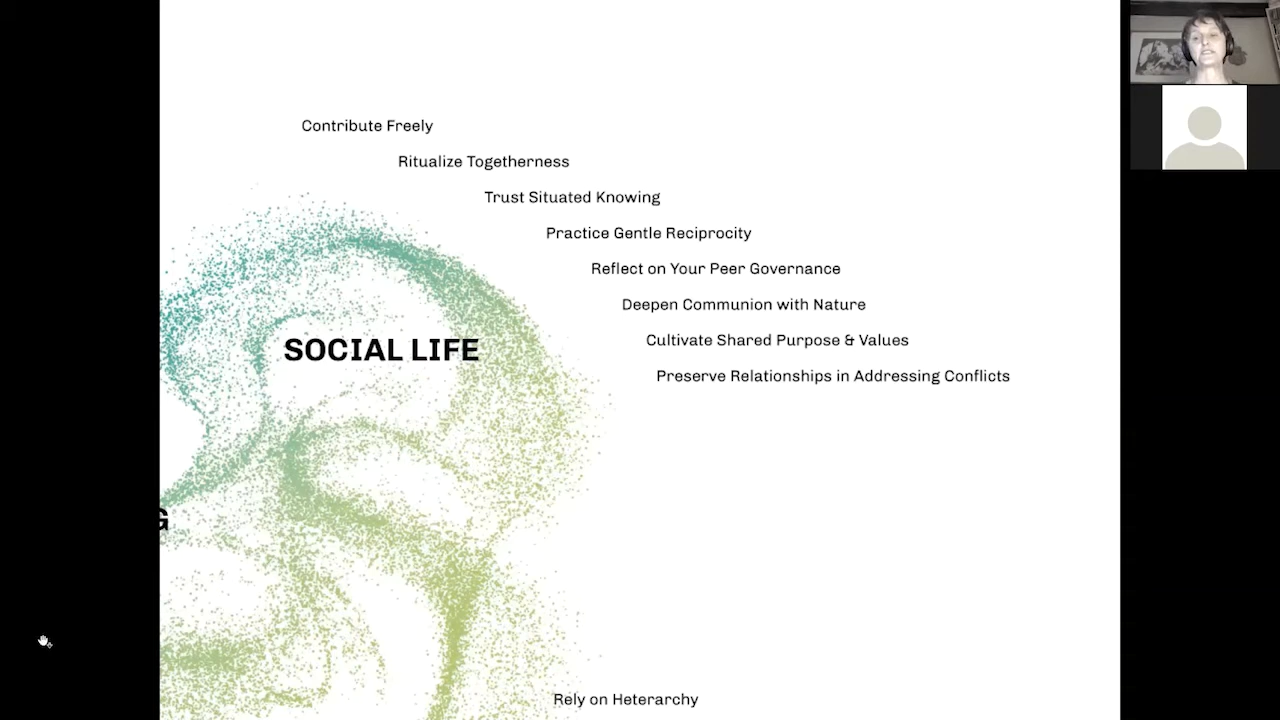 Contribute Freely
Ritualize Togetherness
Trust Situated Knowing
Practice Gentle Reciprocity
Reflect on Your Peer Governance
Deepen Communion with Nature
Cultivate Shared Purpose & Values
SOCIAL LIFE
Preserve Relationships in Addressing Conflicts
G
Rely on Heterarchy